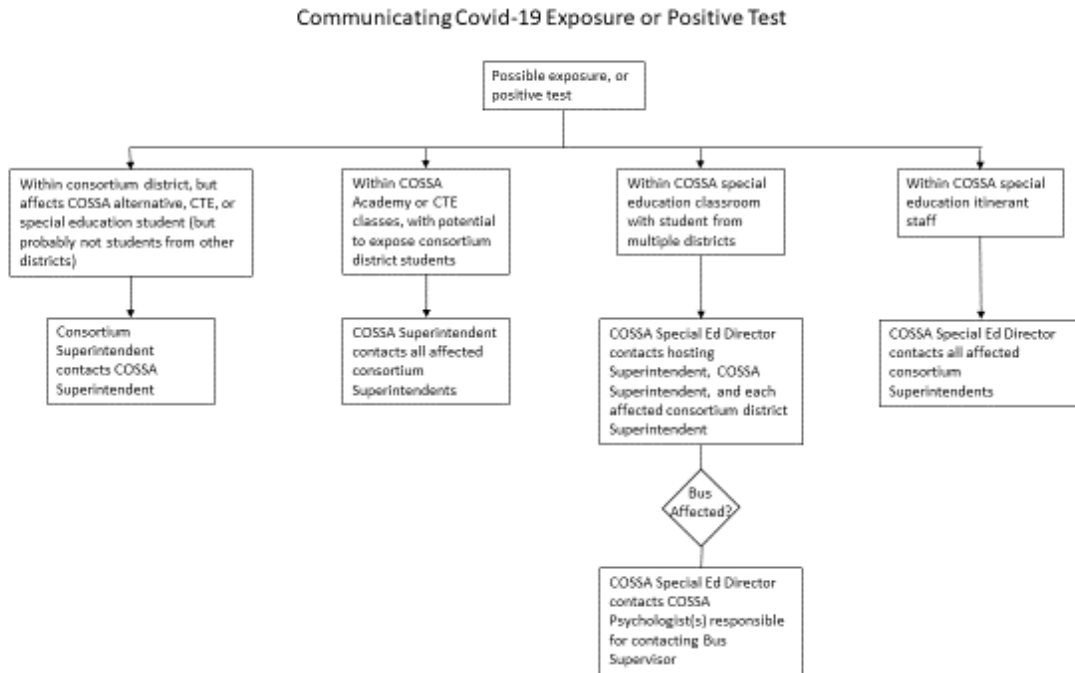 Communicating Covid-19 Exposure or Positive Test
Possible exposure, or
positive test
Within consortium district, but
affects COSSA alternative, CTE, or
special education student (but
probably not students from other
districts)
Within COSSA
Academy or CTE
classes, with potential
to expose consortium
district students
Within COSSA special
education classroom
with student from
multiple districts
Within COSSA special
education itinerant
staff
Consortium
Superintendent
contacts COSSA
Superintendent
COSSA Superintendent
contacts all affected
consortium
Superintendents
COSSA Special Ed Director
contacts hosting
Superintendent, COSSA
Superintendent, and each
affected consortium district
Superintendent
COSSA Special Ed Director
contacts all affected
consortium
Superintendents
Bus
Affected?
COSSA Special Ed Director
contacts COSSA
Psychologist(s) responsible
for contacting Bus
Supervisor